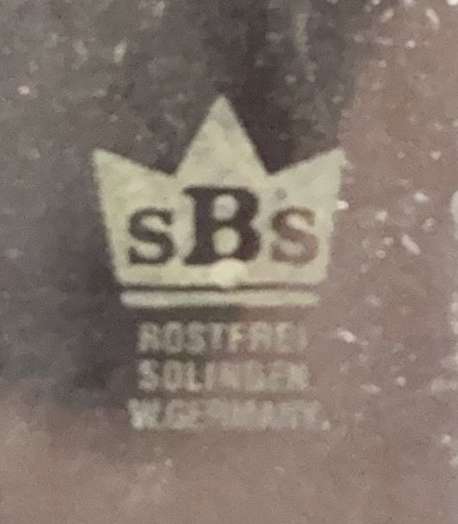 sBs
ROSTFREI
SOLINGEN
W.GERMANY.